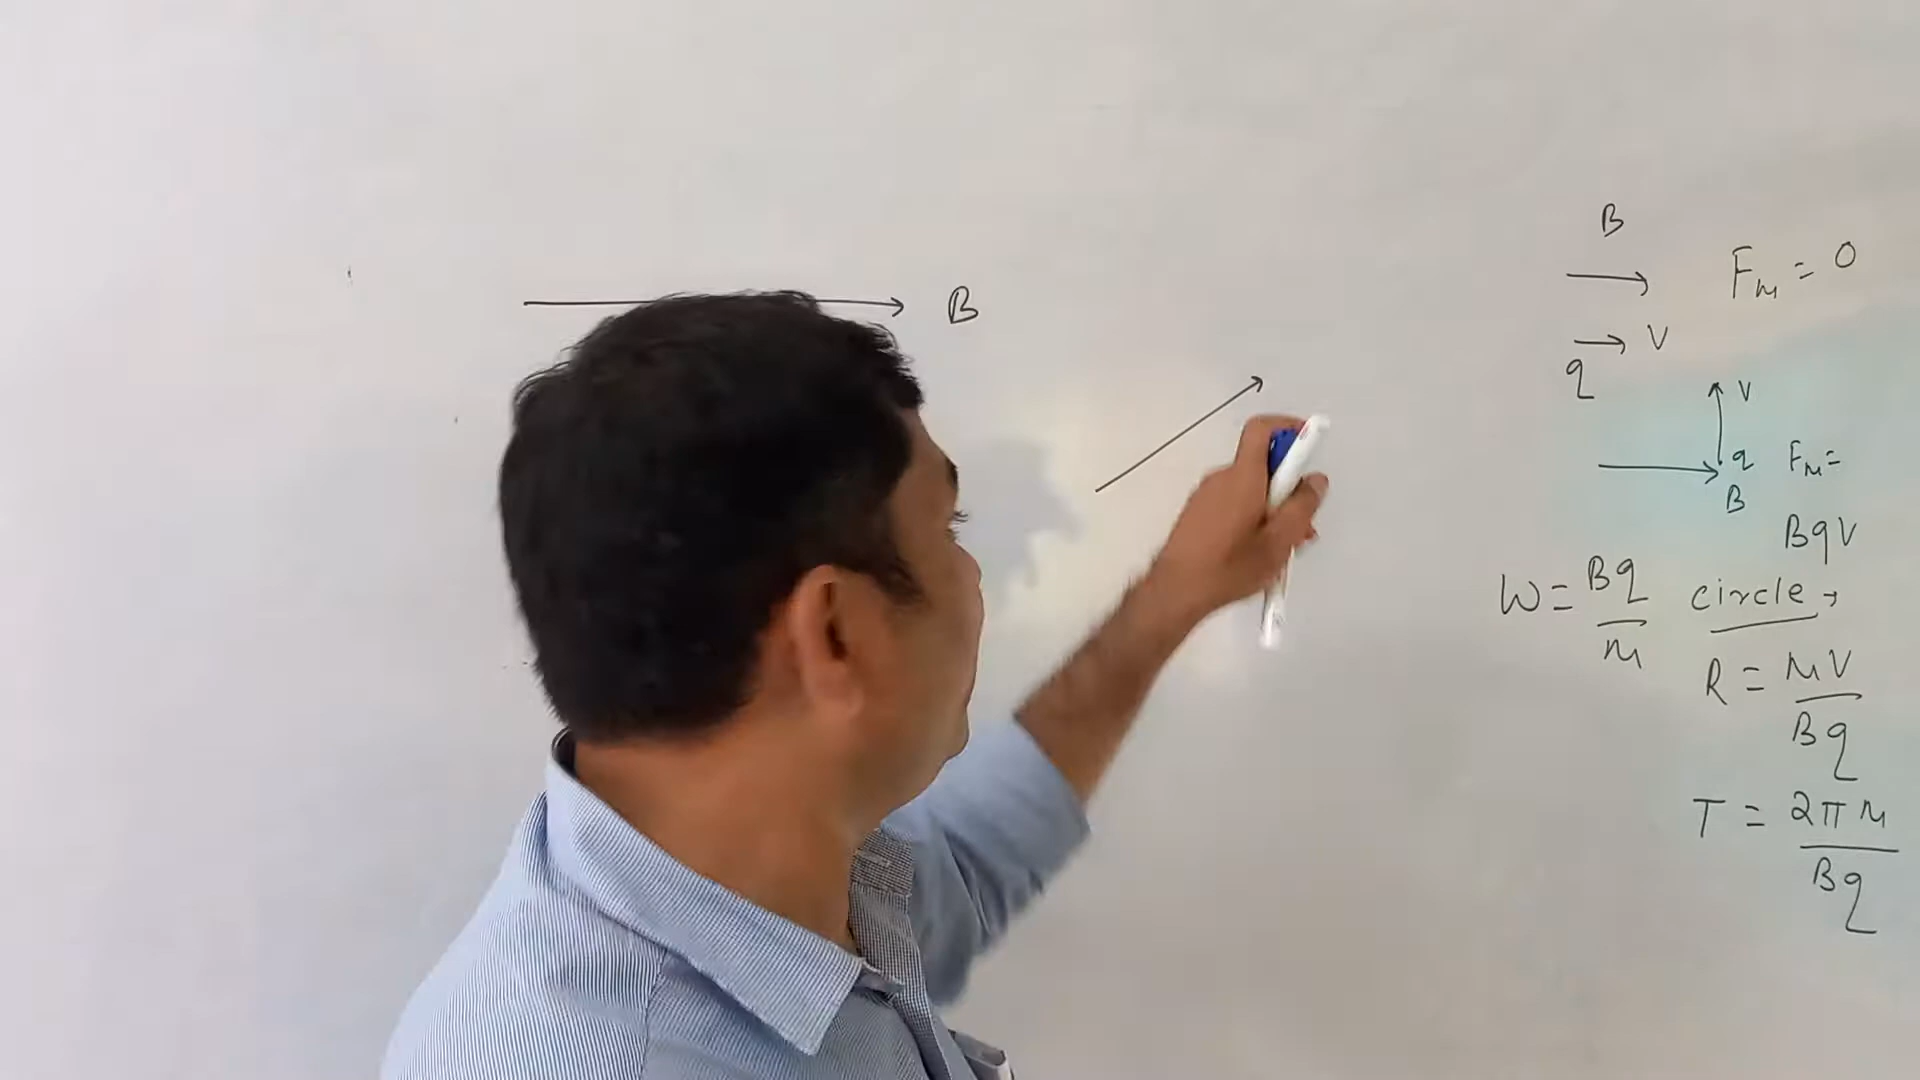 B
B
F_M = 0
V
q
V
q
F_M =
B
BqV
W = Bq/M
circle →
R = MV/Bq
T = 2πM/Bq